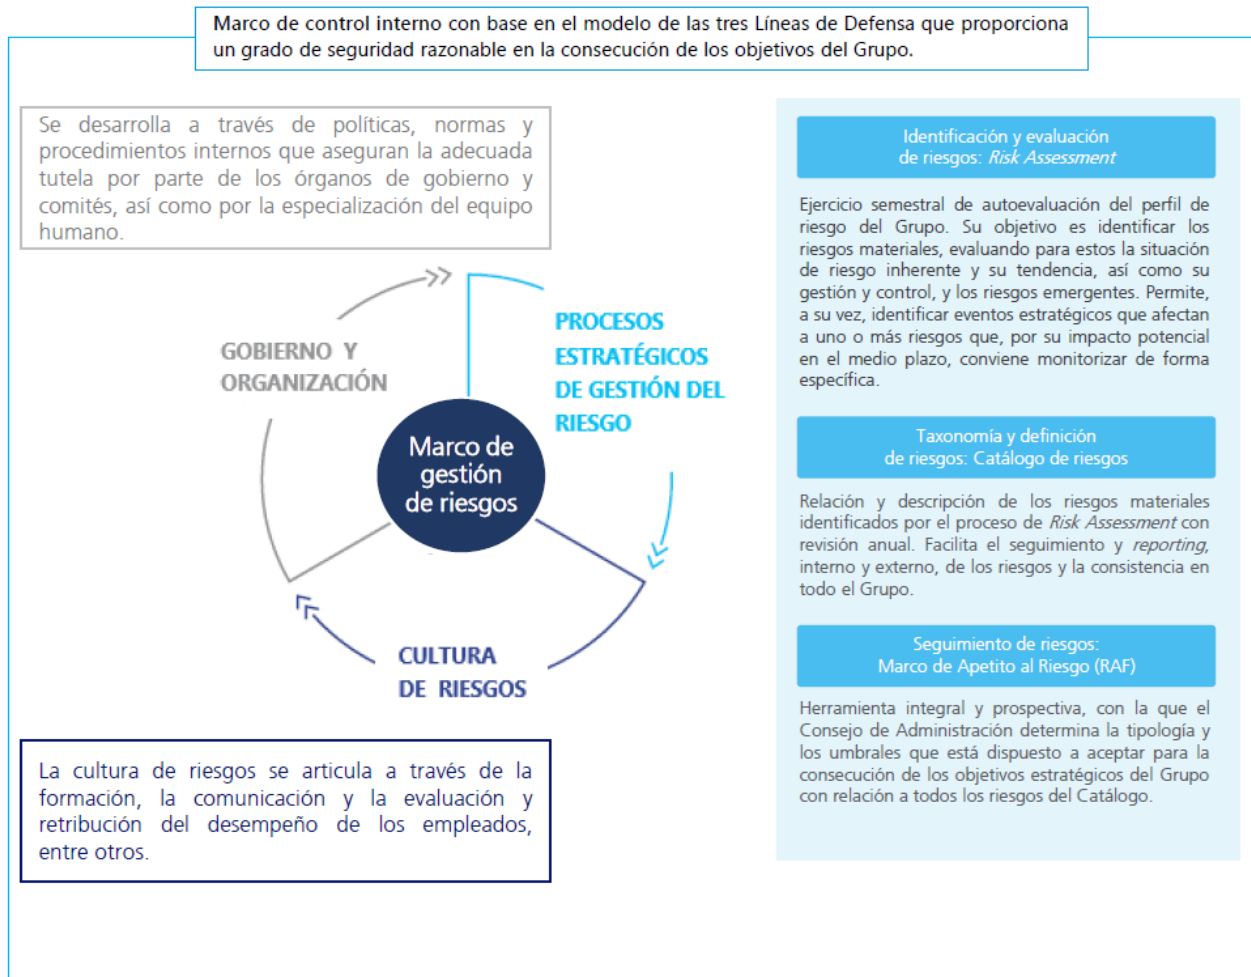 Marco de control interno con base en el modelo de las tres Líneas de Defensa que proporciona
un grado de seguridad razonable en la consecución de los objetivos del Grupo.
Se desarrolla a través de políticas, normas y
procedimientos internos que aseguran la adecuada
tutela por parte de los órganos de gobierno y
comités, así como por la especialización del equipo
humano.
GOBIERNO Y
ORGANIZACIÓN
PROCESOS
ESTRATÉGICOS
DE GESTIÓN DEL
RIESGO
Marco de
gestión
de riesgos
CULTURA
DE RIESGOS
La cultura de riesgos se articula a través de la
formación, la comunicación y la evaluación y
retribución del desempeño de los empleados,
entre otros.
Identificación y evaluación
de riesgos: Risk Assessment
Ejercicio semestral de autoevaluación del perfil de
riesgo del Grupo. Su objetivo es identificar los
riesgos materiales, evaluando para estos la situación
de riesgo inherente y su tendencia, así como su
gestión y control, y los riesgos emergentes. Permite,
a su vez, identificar eventos estratégicos que afectan
a uno o más riesgos que, por su impacto potencial
en el medio plazo, conviene monitorizar de forma
específica.
Taxonomía y definición
de riesgos: Catálogo de riesgos
Relación y descripción de los riesgos materiales
identificados por el proceso de Risk Assessment con
revisión anual. Facilita el seguimiento y reporting,
interno y externo, de los riesgos y la consistencia en
todo el Grupo.
Seguimiento de riesgos:
Marco de Apetito al Riesgo (RAF)
Herramienta integral y prospectiva, con la que el
Consejo de Administración determina la tipología y
los umbrales que está dispuesto a aceptar para la
consecución de los objetivos estratégicos del Grupo
con relación a todos los riesgos del Catálogo.